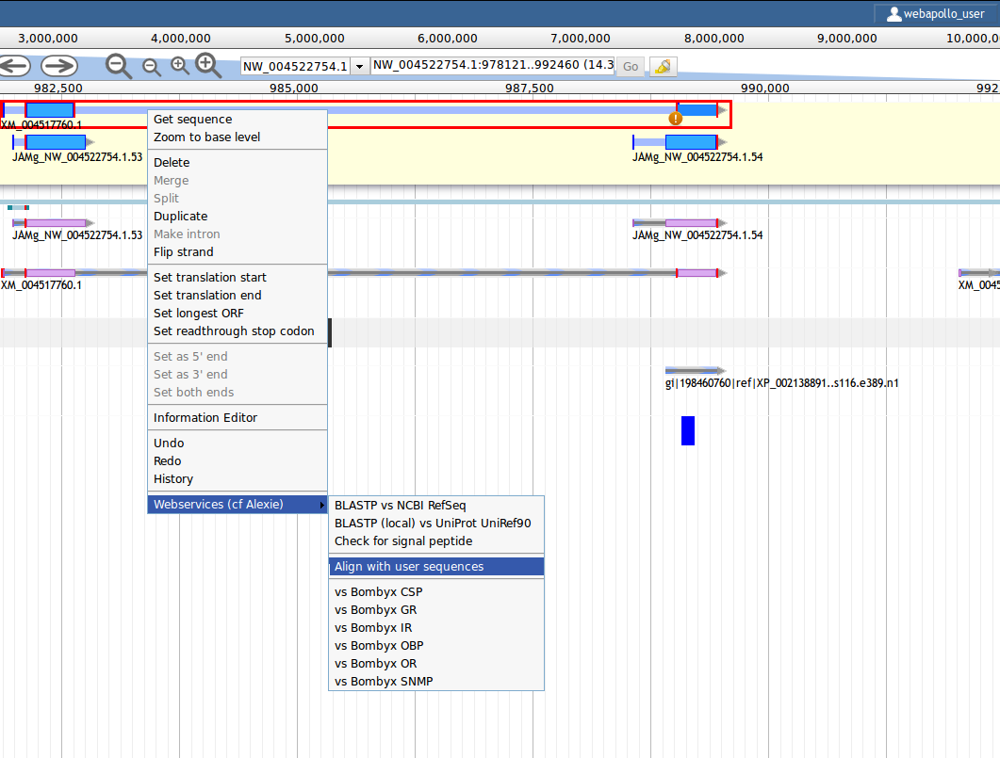 webapollo_user
3,000,000 4,000,000 5,000,000 6,000,000 7,000,000 8,000,000 9,000,000 10,000,0
NW_004522754.1 NW_004522754.1:978121..992460 (14.3 Go
982,500 985,000 987,500 990,000 992
XM_004517760.1
!
JAMg_NW_004522754.1.53 JAMg_NW_004522754.1.54
JAMg_NW_004522754.1.53 JAMg_NW_004522754.1.54
XM_004517760.1 XM_0045
gi|198460760|ref|XP_002138891..s116.e389.n1
Get sequence
Zoom to base level
Delete
Merge
Split
Duplicate
Make intron
Flip strand
Set translation start
Set translation end
Set longest ORF
Set readthrough stop codon
Set as 5' end
Set as 3' end
Set both ends
Information Editor
Undo
Redo
History
Webservices (cf Alexie)
BLASTP vs NCBI RefSeq
BLASTP (local) vs UniProt UniRef90
Check for signal peptide
Align with user sequences
vs Bombyx CSP
vs Bombyx GR
vs Bombyx IR
vs Bombyx OBP
vs Bombyx OR
vs Bombyx SNMP